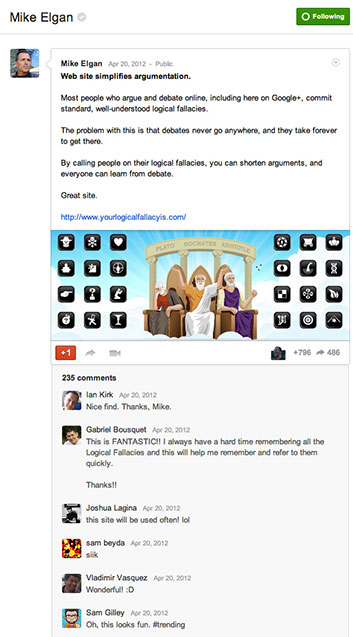 Mike Elgan
Following
Mike Elgan Apr 20, 2012 - Public
Web site simplifies argumentation.
Most people who argue and debate online, including here on Google+, commit
standard, well-understood logical fallacies.
The problem with this is that debates never go anywhere, and they take forever
to get there.
By calling people on their logical fallacies, you can shorten arguments, and
everyone can learn from debate.
Great site.
http://www.yourlogicalfallacyis.com/
PLATO SOCRATES ARISTOTLE
+1
+796 486
235 comments
Ian Kirk Apr 20, 2012
Nice find. Thanks, Mike.
Gabriel Bousquet Apr 20, 2012
This is FANTASTIC!! I always have a hard time remembering all the
Logical Fallacies and this will help me remember and refer to them
quickly.
Thanks!!
Joshua Lagina Apr 20, 2012
this site will be used often! lol
sam beyda Apr 20, 2012
siik
Vladimir Vasquez Apr 20, 2012
Wonderful! :D
Sam Gilley Apr 20, 2012
Oh, this looks fun. #trending